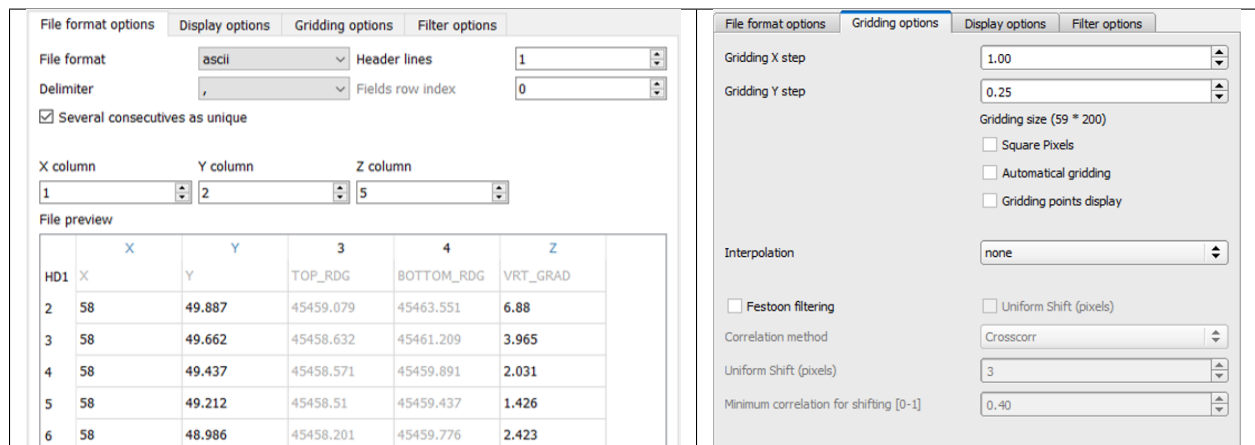 File format options Display options Gridding options Filter options
File format ascii Header lines 1
Delimiter , Fields row index 0
Several consecutives as unique
X column Y column Z column
1 2 5
File preview
X Y 3 4 Z
HD1 X Y TOP_RDG BOTTOM_RDG VRT_GRAD
2 58 49.887 45459.079 45463.551 6.88
3 58 49.662 45458.632 45461.209 3.965
4 58 49.437 45458.571 45459.891 2.031
5 58 49.212 45458.51 45459.437 1.426
6 58 48.986 45458.201 45459.776 2.423
File format options Gridding options Display options Filter options
Gridding X step 1.00
Gridding Y step 0.25
Gridding size (59 * 200)
Square Pixels
Automatical gridding
Gridding points display
Interpolation none
Festoon filtering Uniform Shift (pixels)
Correlation method Crosscorr
Uniform Shift (pixels) 3
Minimum correlation for shifting [0-1] 0.40